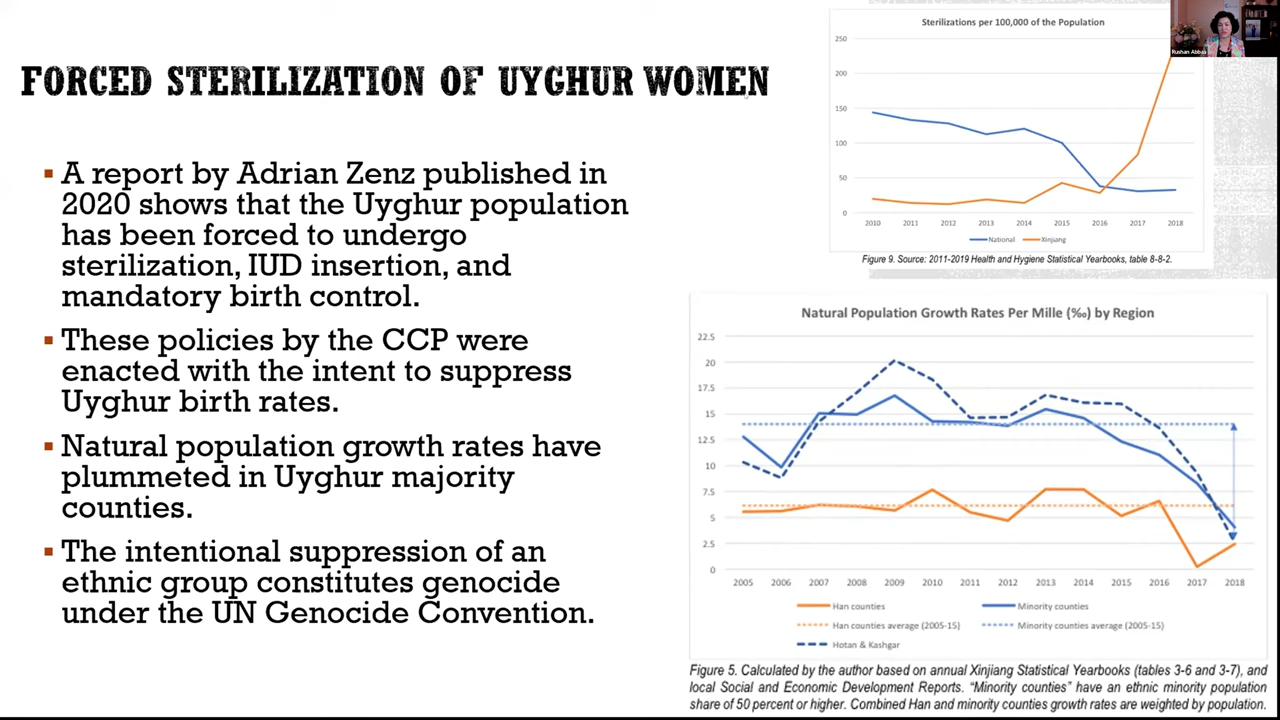 FORCED STERILIZATION OF UYGHUR WOMEN
A report by Adrian Zenz published in
2020 shows that the Uyghur population
has been forced to undergo
sterilization, IUD insertion, and
mandatory birth control.
These policies by the CCP were
enacted with the intent to suppress
Uyghur birth rates.
Natural population growth rates have
plummeted in Uyghur majority
counties.
The intentional suppression of an
ethnic group constitutes genocide
under the UN Genocide Convention.
Sterilizations per 100,000 of the Population
250
200
150
100
50
0
2010 2011 2012 2013 2014 2015 2016 2017 2018
National Xinjiang
Figure 9. Source: 2011-2019 Health and Hygiene Statistical Yearbooks, table 8-8-2.
Rushan Abbas
Natural Population Growth Rates Per Mille (‰) by Region
22.5
20
17.5
15
12.5
10
7.5
5
2.5
0
2005 2006 2007 2008 2009 2010 2011 2012 2013 2014 2015 2016 2017 2018
Han counties Minority counties
Han counties average (2005-15) Minority counties average (2005-15)
Hotan & Kashgar
Figure 5. Calculated by the author based on annual Xinjiang Statistical Yearbooks (tables 3-6 and 3-7), and
local Social and Economic Development Reports. “Minority counties” have an ethnic minority population
share of 50 percent or higher. Combined Han and minority counties growth rates are weighted by population.